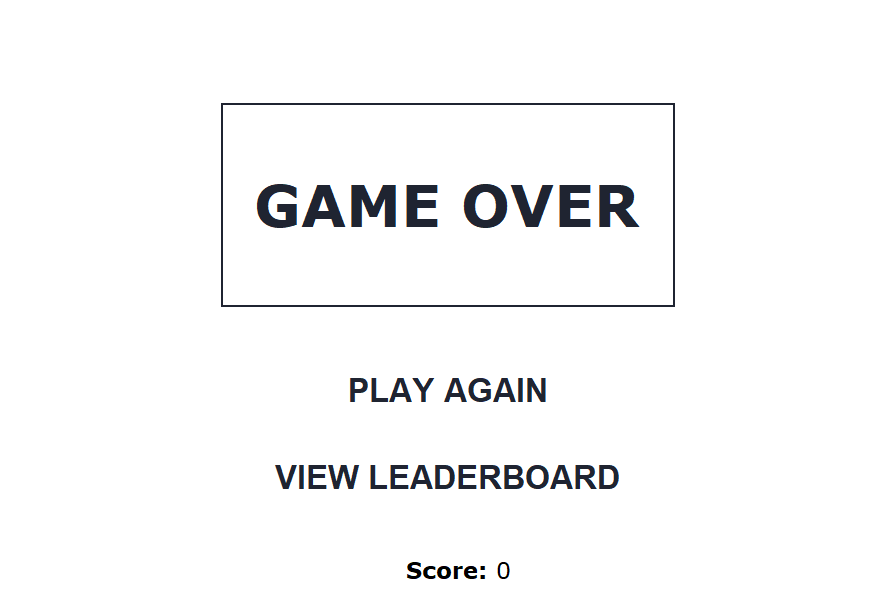 GAME OVER
PLAY AGAIN
VIEW LEADERBOARD
Score: 0